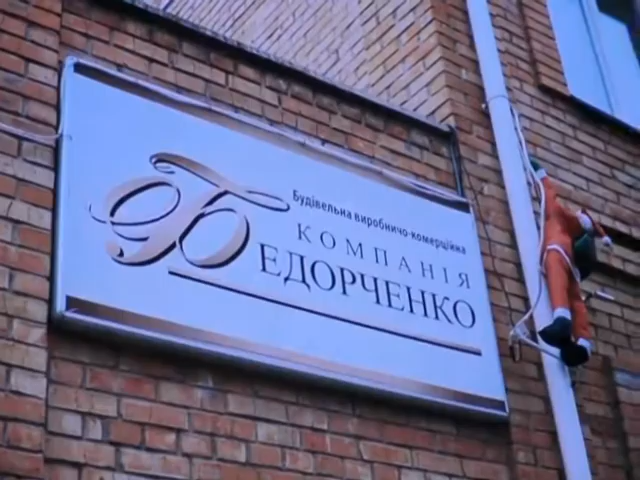 Будівельна виробничо-комерційна
КОМПАНІЯ
ФЕДОРЧЕНКО